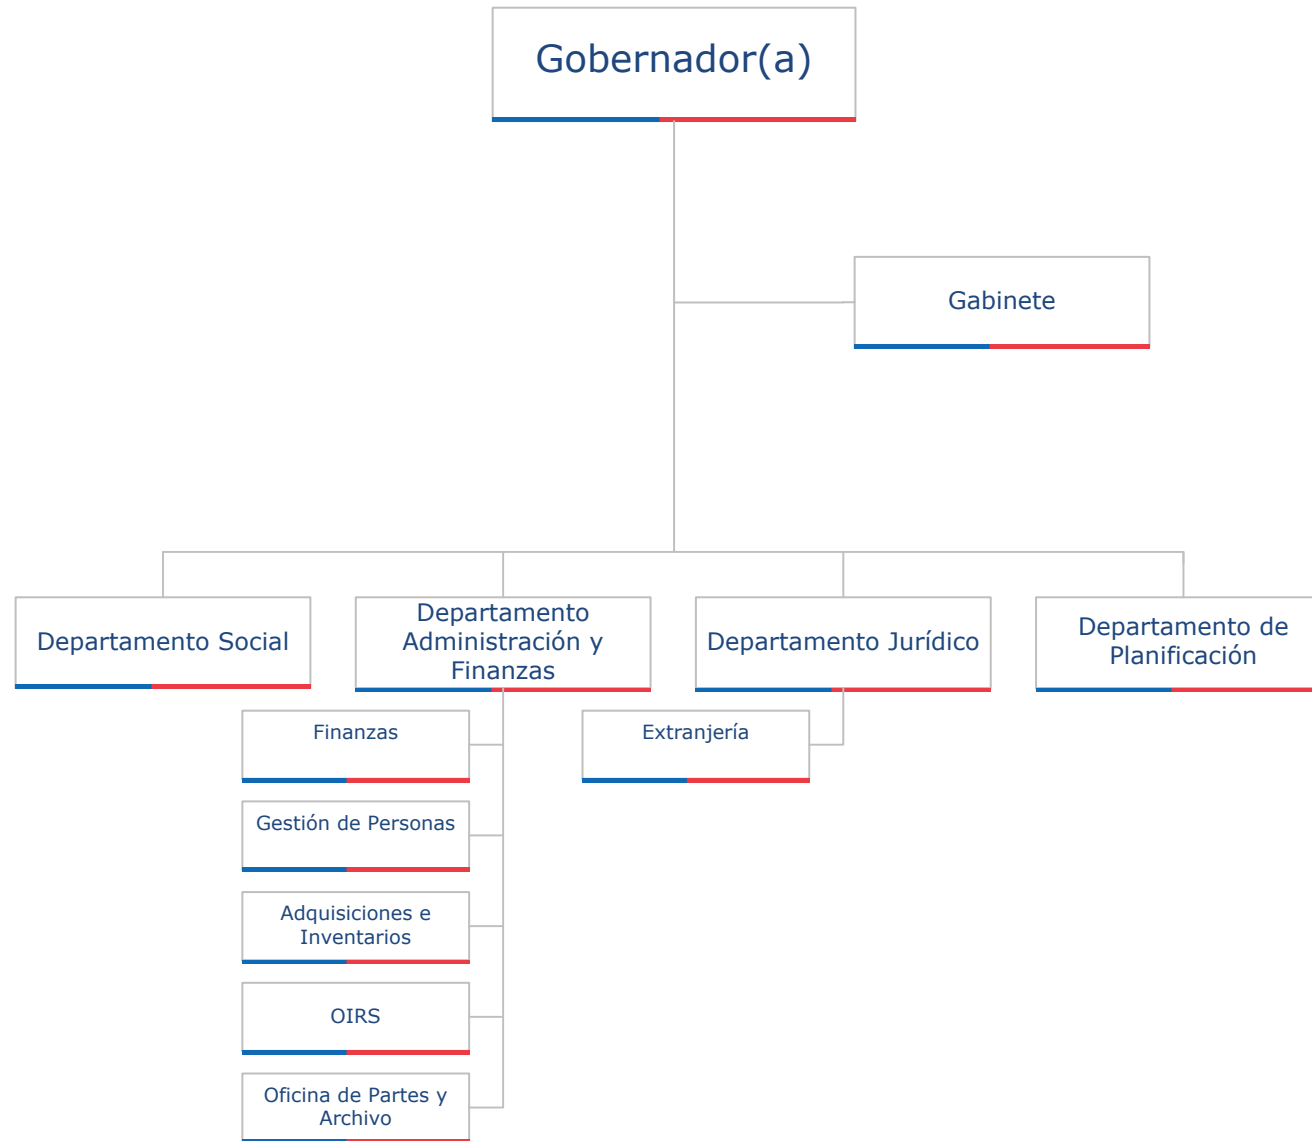 Gobernador(a)
Gabinete
Departamento Social
Departamento
Administración y
Finanzas
Departamento Jurídico
Departamento de
Planificación
Finanzas
Extranjería
Gestión de Personas
Adquisiciones e
Inventarios
OIRS
Oficina de Partes y
Archivo